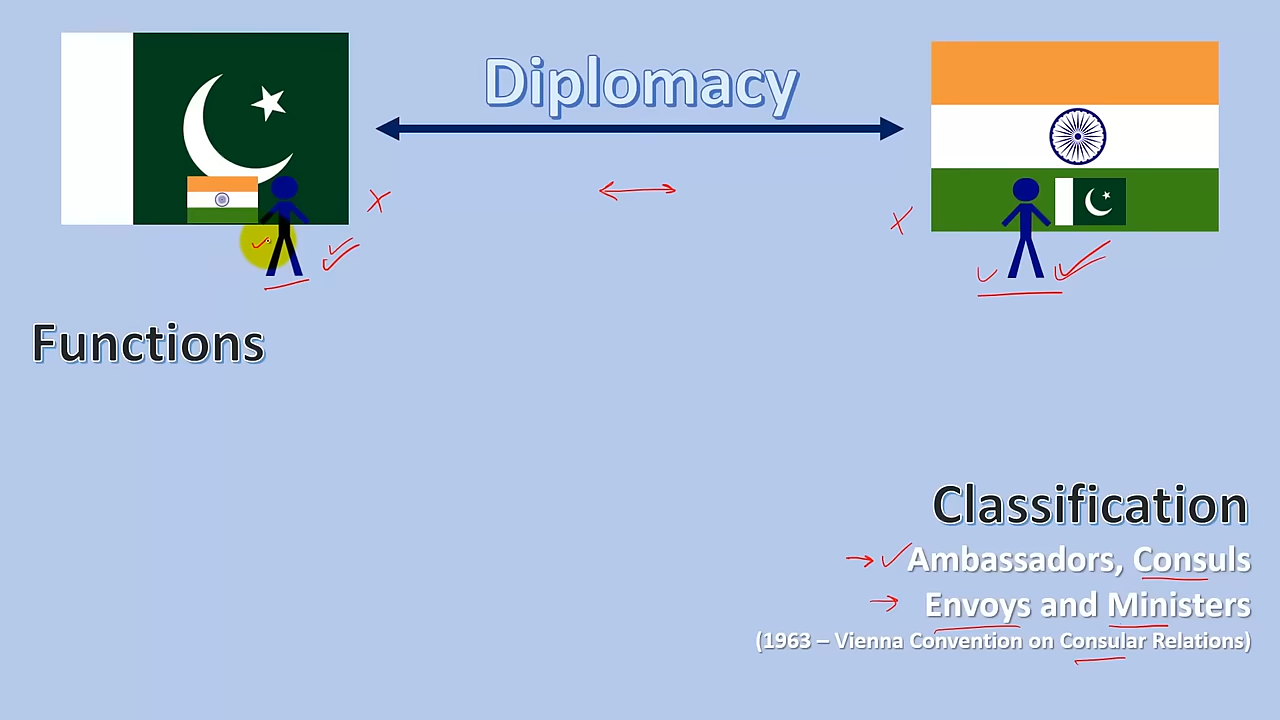 Diplomacy
Functions
Classification
Ambassadors, Consuls
Envoys and Ministers
(1963 – Vienna Convention on Consular Relations)